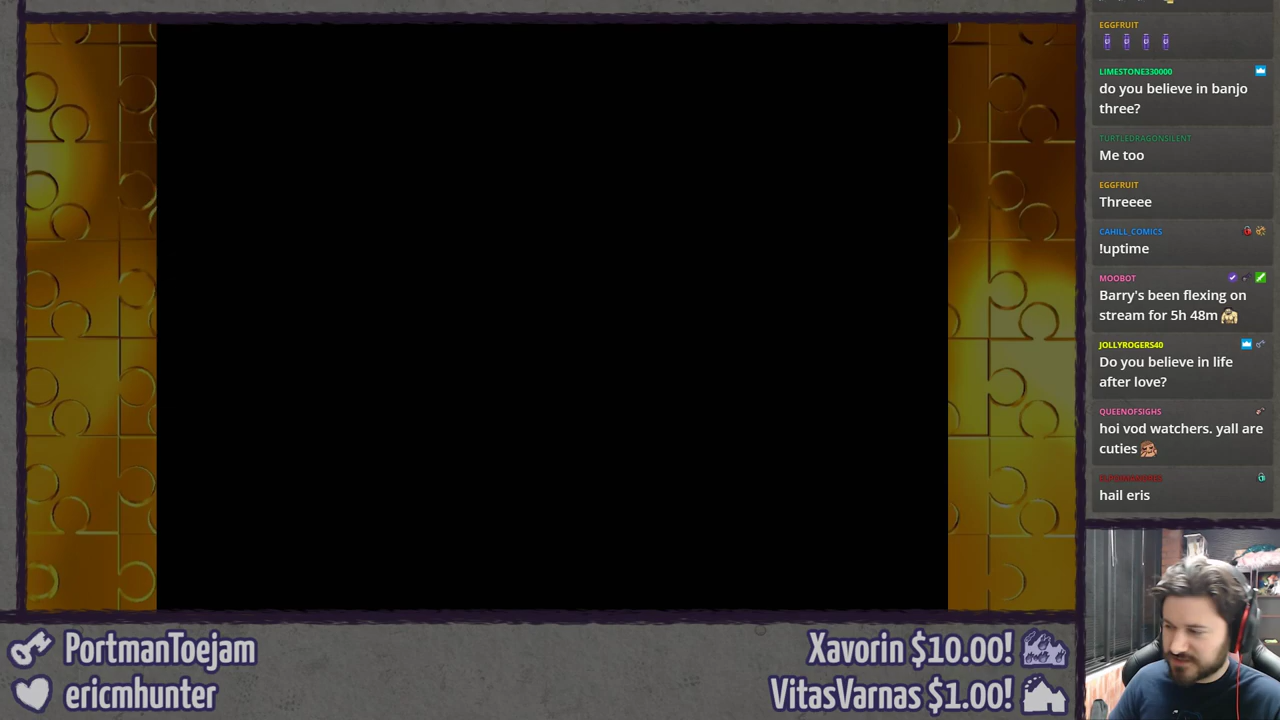 EGGFRUIT
LIMESTONE330000
do you believe in banjo
three?
TURTLEDRAGONSILENT
Me too
EGGFRUIT
Threeee
CAHILL_COMICS
!uptime
MOOBOT
Barry's been flexing on
stream for 5h 48m
JOLLYROGERS40
Do you believe in life
after love?
QUEENOFSIGHS
hoi vod watchers. yall are
cuties
hail eris
PortmanToejam
ericmhunter
Xavorin $10.00!
VitasVarnas $1.00!